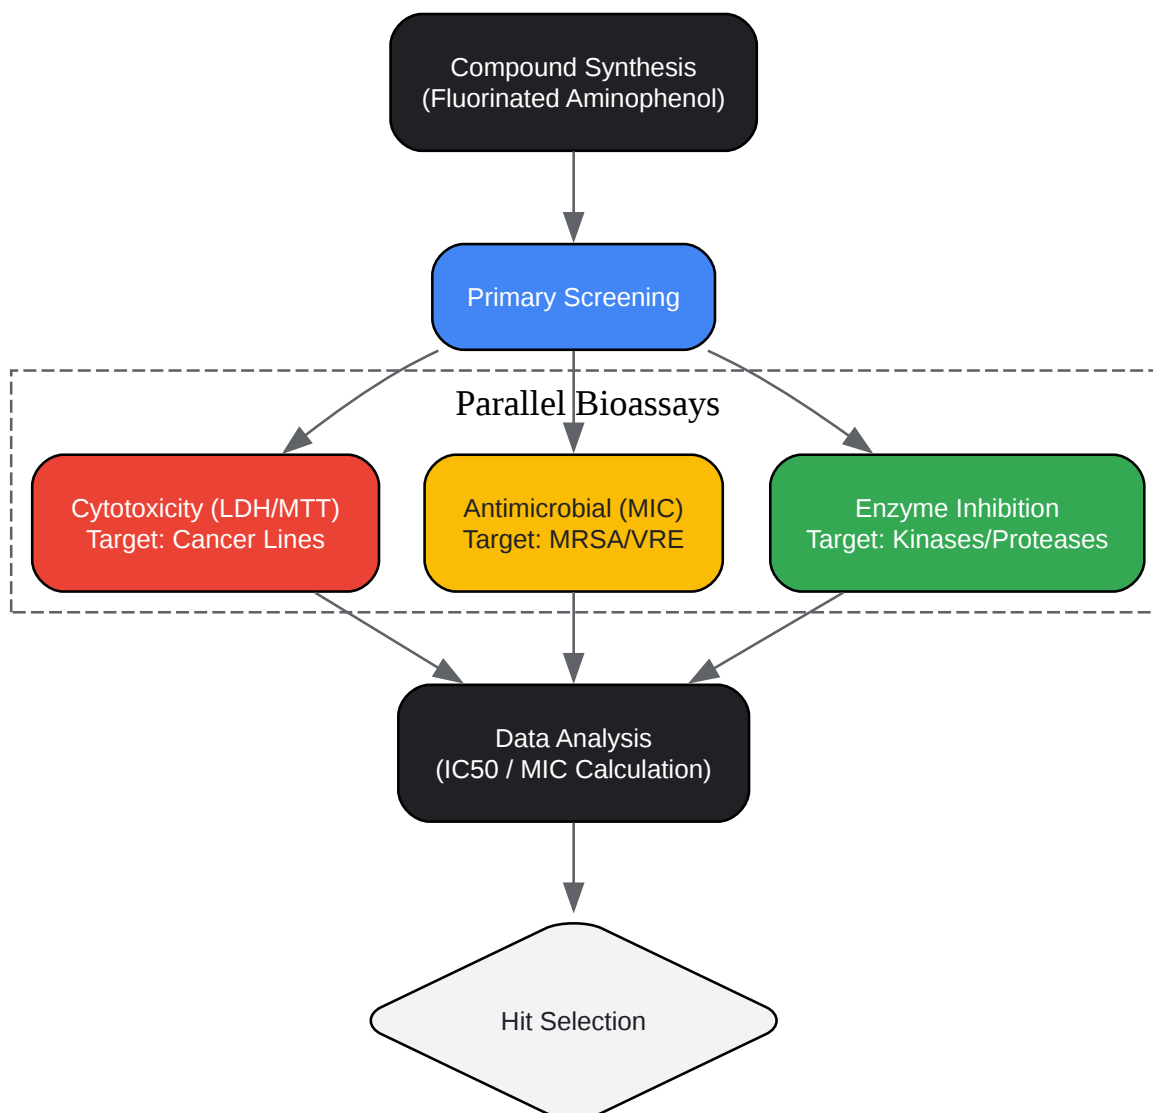 Compound Synthesis
(Fluorinated Aminophenol)
Primary Screening
Parallel Bioassays
Cytotoxicity (LDH/MTT)
Target: Cancer Lines
Antimicrobial (MIC)
Target: MRSA/VRE
Enzyme Inhibition
Target: Kinases/Proteases
Data Analysis
(IC50 / MIC Calculation)
Hit Selection